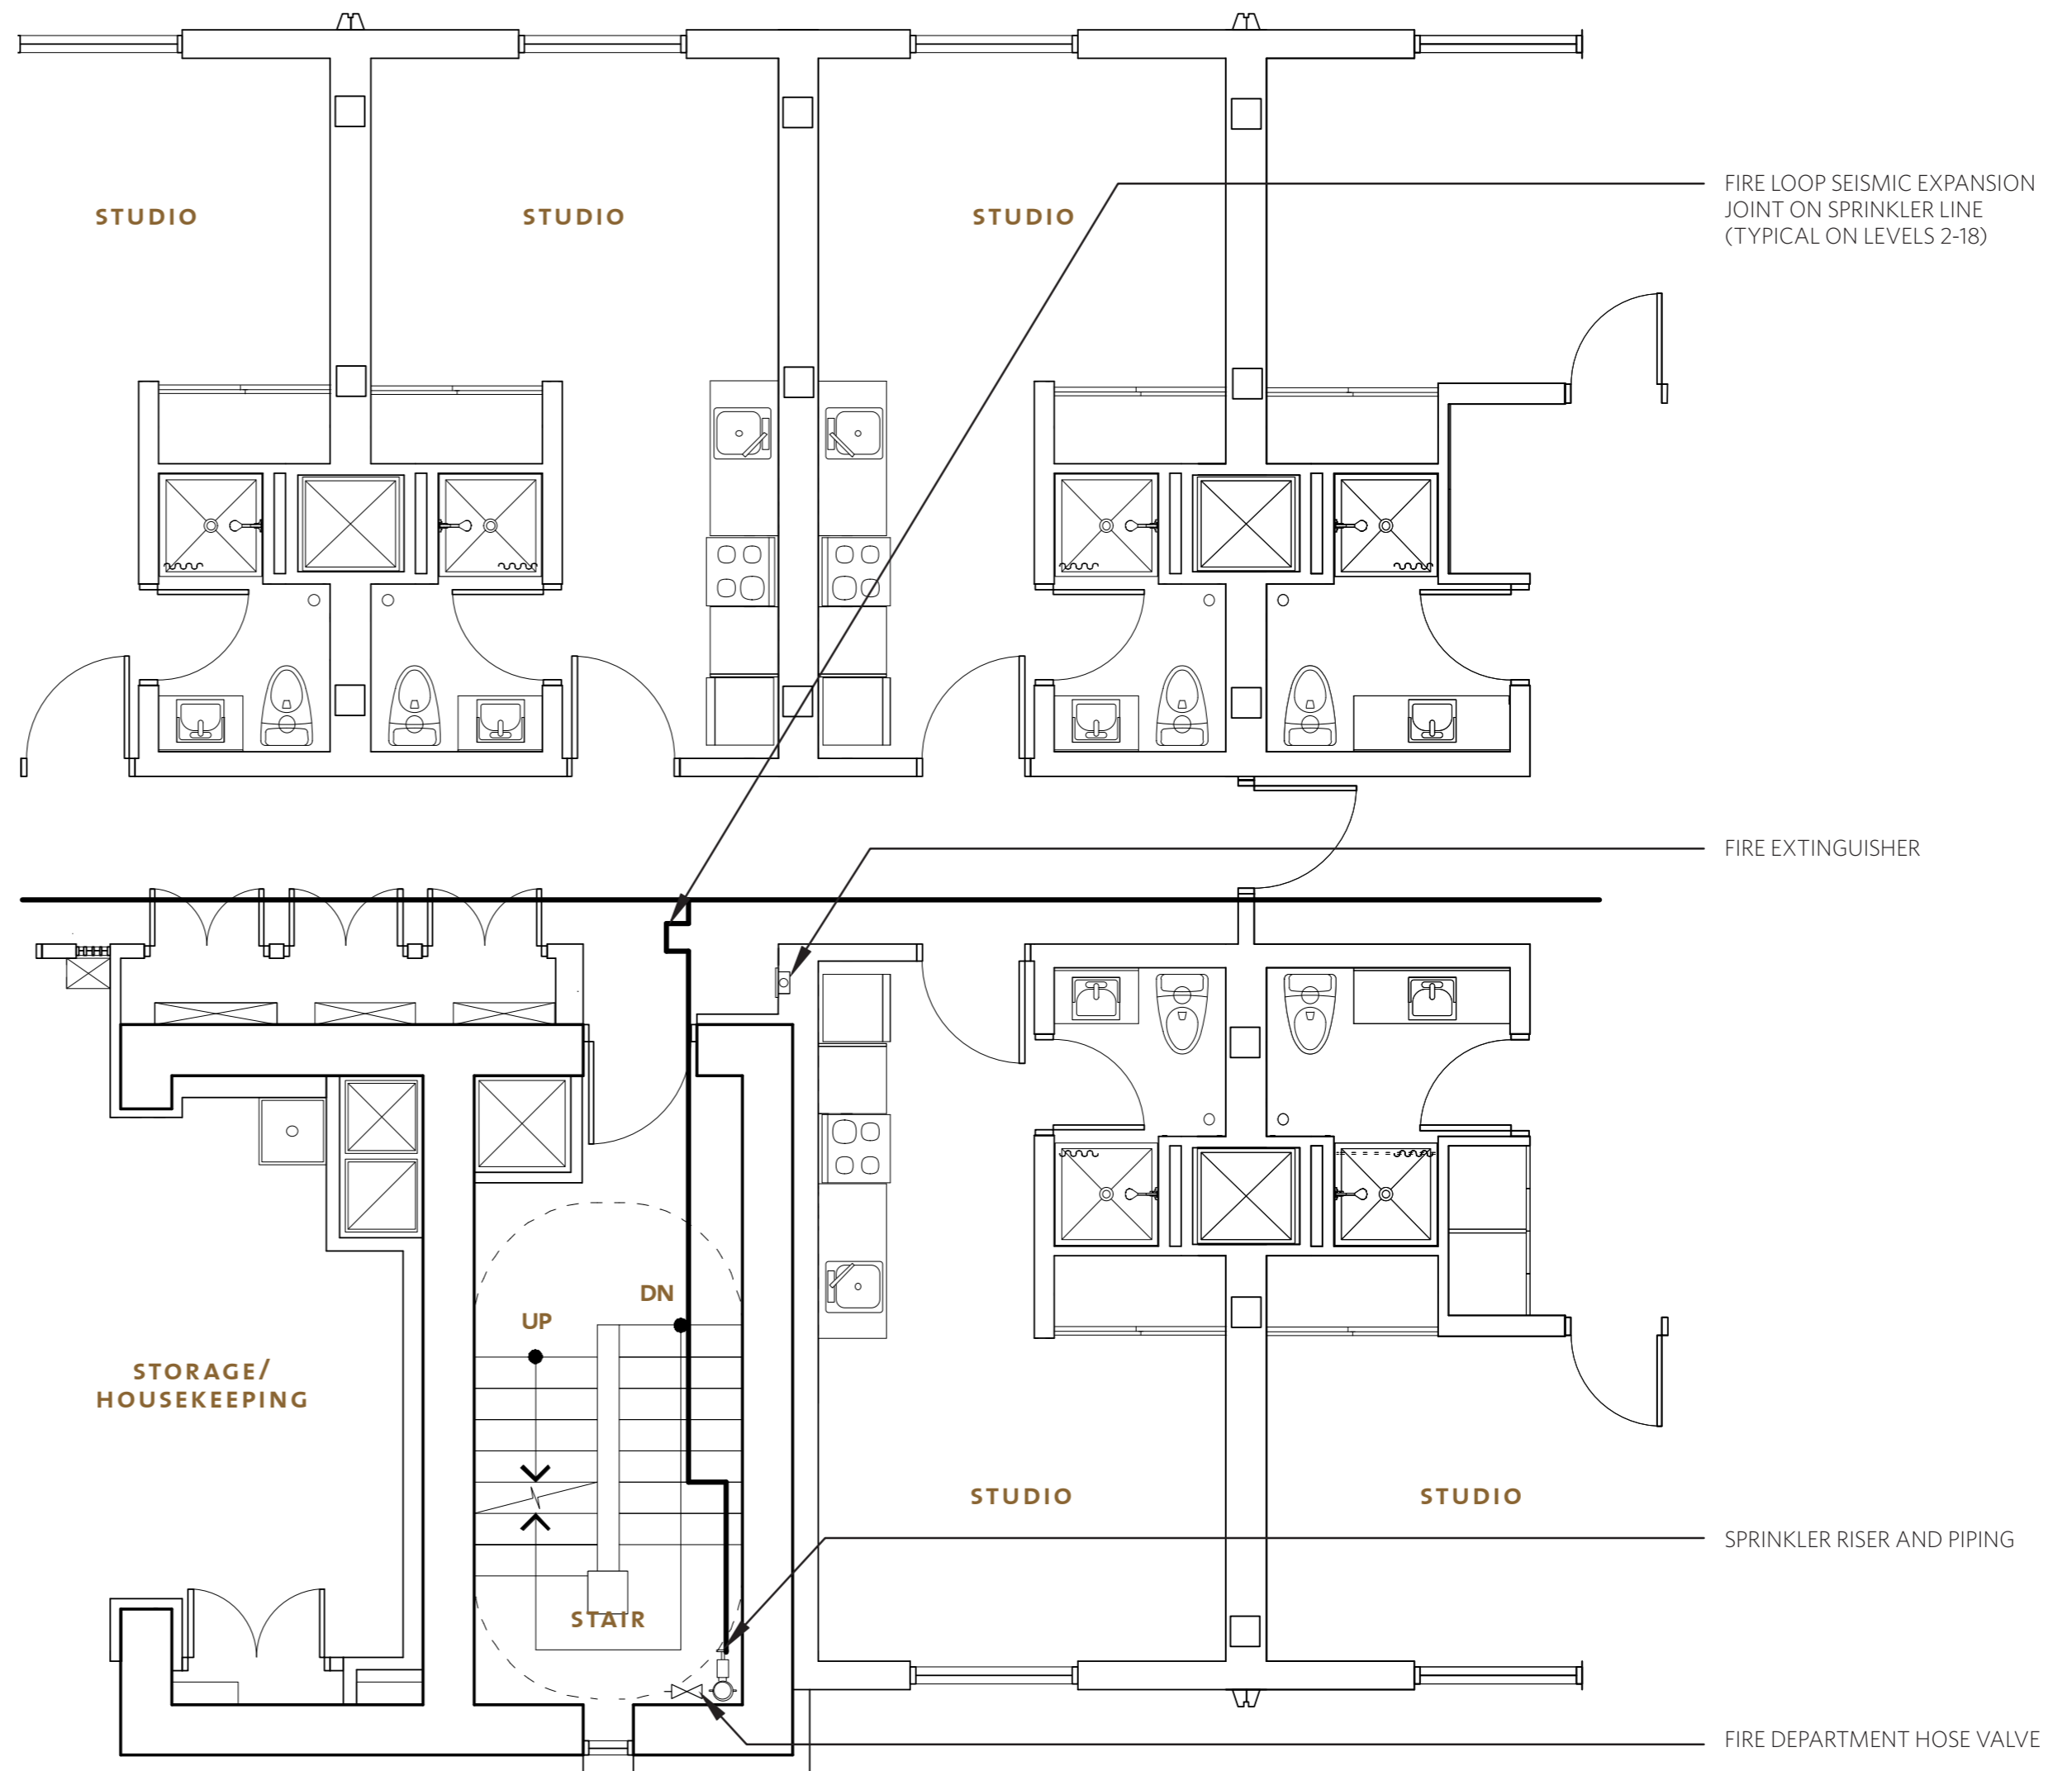 STUDIO
STUDIO
STUDIO
FIRE LOOP SEISMIC EXPANSION
JOINT ON SPRINKLER LINE
(TYPICAL ON LEVELS 2-18)
FIRE EXTINGUISHER
DN
UP
STORAGE/
HOUSEKEEPING
STUDIO
STUDIO
SPRINKLER RISER AND PIPING
STAIR
FIRE DEPARTMENT HOSE VALVE